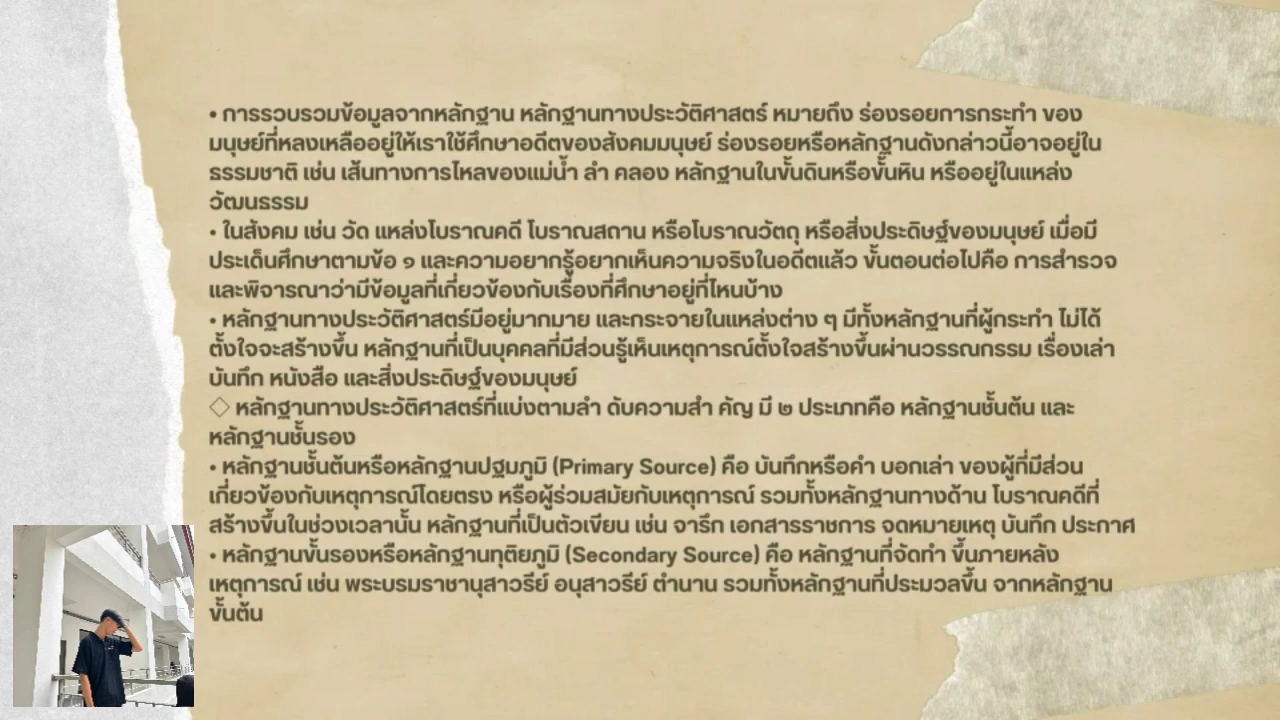 • การรวบรวมข้อมูลจากหลักฐาน หลักฐานทางประวัติศาสตร์ หมายถึง ร่องรอยการกระทำ ของ
มนุษย์ที่หลงเหลืออยู่ให้เราใช้ศึกษาอดีตของสังคมมนุษย์ ร่องรอยหรือหลักฐานดังกล่าวนี้อาจอยู่ใน
ธรรมชาติ เช่น เส้นทางการไหลของแม่น้ำ ลำ คลอง หลักฐานในขั้นดินหรือขั้นหิน หรืออยู่ในแหล่ง
วัฒนธรรม
• ในสังคม เช่น วัด แหล่งโบราณคดี โบราณสถาน หรือโบราณวัตถุ หรือสิ่งประดิษฐ์ของมนุษย์ เมื่อมี
ประเด็นศึกษาตามข้อ ๑ และความอยากรู้อยากเห็นความจริงในอดีตแล้ว ขั้นตอนต่อไปคือ การสำรวจ
และพิจารณาว่ามีข้อมูลที่เกี่ยวข้องกับเรื่องที่ศึกษาอยู่ที่ไหนบ้าง
• หลักฐานทางประวัติศาสตร์มีอยู่มากมาย และกระจายในแหล่งต่าง ๆ มีทั้งหลักฐานที่ผู้กระทำ ไม่ได้
ตั้งใจจะสร้างขึ้น หลักฐานที่เป็นบุคคลที่มีส่วนรู้เห็นเหตุการณ์ตั้งใจสร้างขึ้นผ่านวรรณกรรม เรื่องเล่า
บันทึก หนังสือ และสิ่งประดิษฐ์ของมนุษย์
◇ หลักฐานทางประวัติศาสตร์ที่แบ่งตามลำ ดับความสำ คัญ มี ๒ ประเภทคือ หลักฐานชั้นต้น และ
หลักฐานชั้นรอง
• หลักฐานชั้นต้นหรือหลักฐานปฐมภูมิ (Primary Source) คือ บันทึกหรือคำ บอกเล่า ของผู้ที่มีส่วน
เกี่ยวข้องกับเหตุการณ์โดยตรง หรือผู้ร่วมสมัยกับเหตุการณ์ รวมทั้งหลักฐานทางด้าน โบราณคดีที่
สร้างขึ้นในช่วงเวลานั้น หลักฐานที่เป็นตัวเขียน เช่น จารึก เอกสารราชการ จดหมายเหตุ บันทึก ประกาศ
• หลักฐานขั้นรองหรือหลักฐานทุติยภูมิ (Secondary Source) คือ หลักฐานที่จัดทำ ขึ้นภายหลัง
เหตุการณ์ เช่น พระบรมราชานุสาวรีย์ อนุสาวรีย์ ตำนาน รวมทั้งหลักฐานที่ประมวลขึ้น จากหลักฐาน
ขั้นต้น